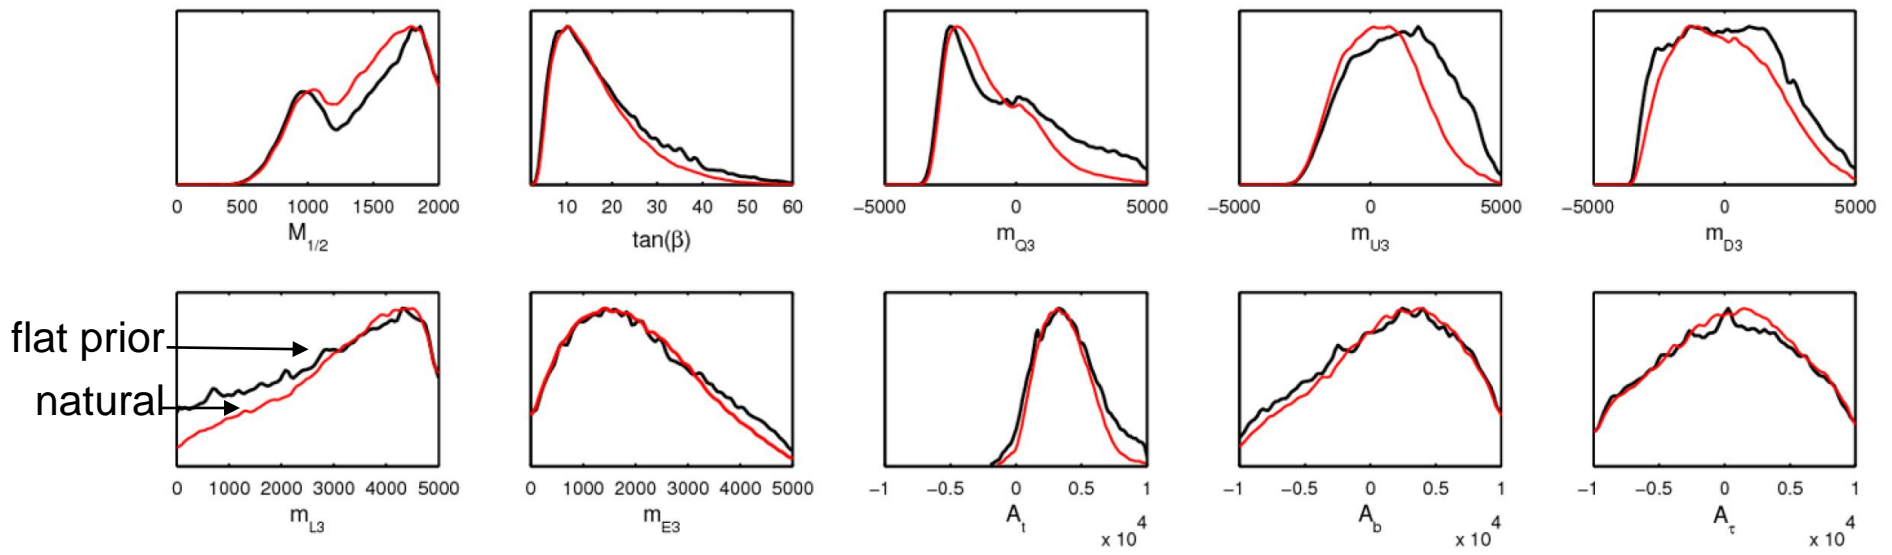 0 500 1000 1500 2000
M1/2
10 20 30 40 50 60
tan(β)
−5000 0 5000
mQ3
−5000 0 5000
mU3
−5000 0 5000
mD3
flat prior
natural
0 1000 2000 3000 4000 5000
mL3
0 1000 2000 3000 4000 5000
mE3
−1 −0.5 0 0.5 1
At
x 10^4
−1 −0.5 0 0.5 1
Ab
x 10^4
−1 −0.5 0 0.5 1
Aτ
x 10^4